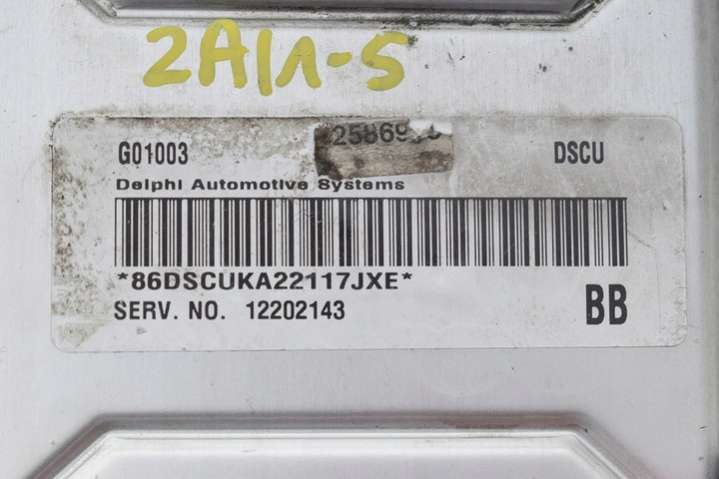 2A11-5
G01003
DSCU
Delphi Automotive Systems
*86DSCUKA22117JXE*
SERV. NO. 12202143
BB